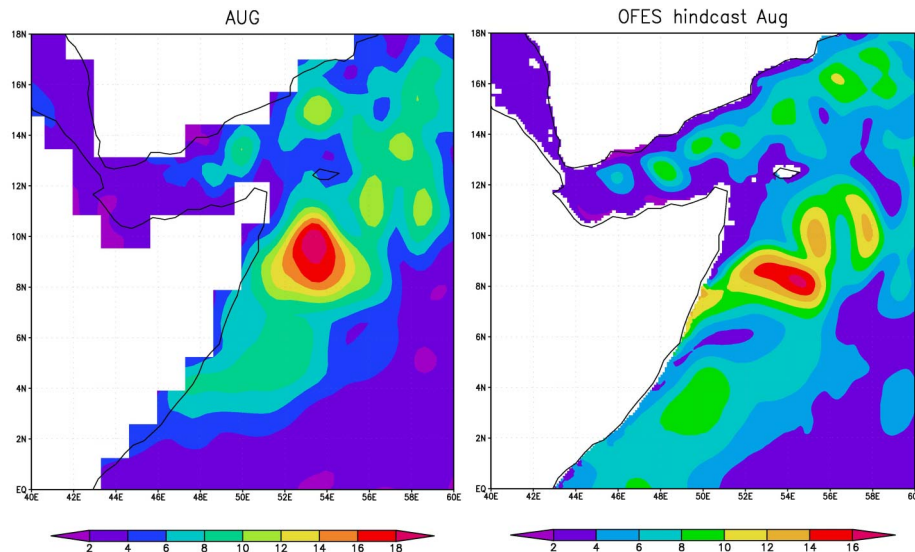 AUG
18N
16N
14N
12N
10N
8N
6N
4N
2N
EQ
40E 42E 44E 46E 48E 50E 52E 54E 56E 58E 60E
2 4 6 8 10 12 14 16 18
OFES hindcast Aug
18N
16N
14N
12N
10N
8N
6N
4N
2N
EQ
40E 42E 44E 46E 48E 50E 52E 54E 56E 58E 60E
2 4 6 8 10 12 14 16